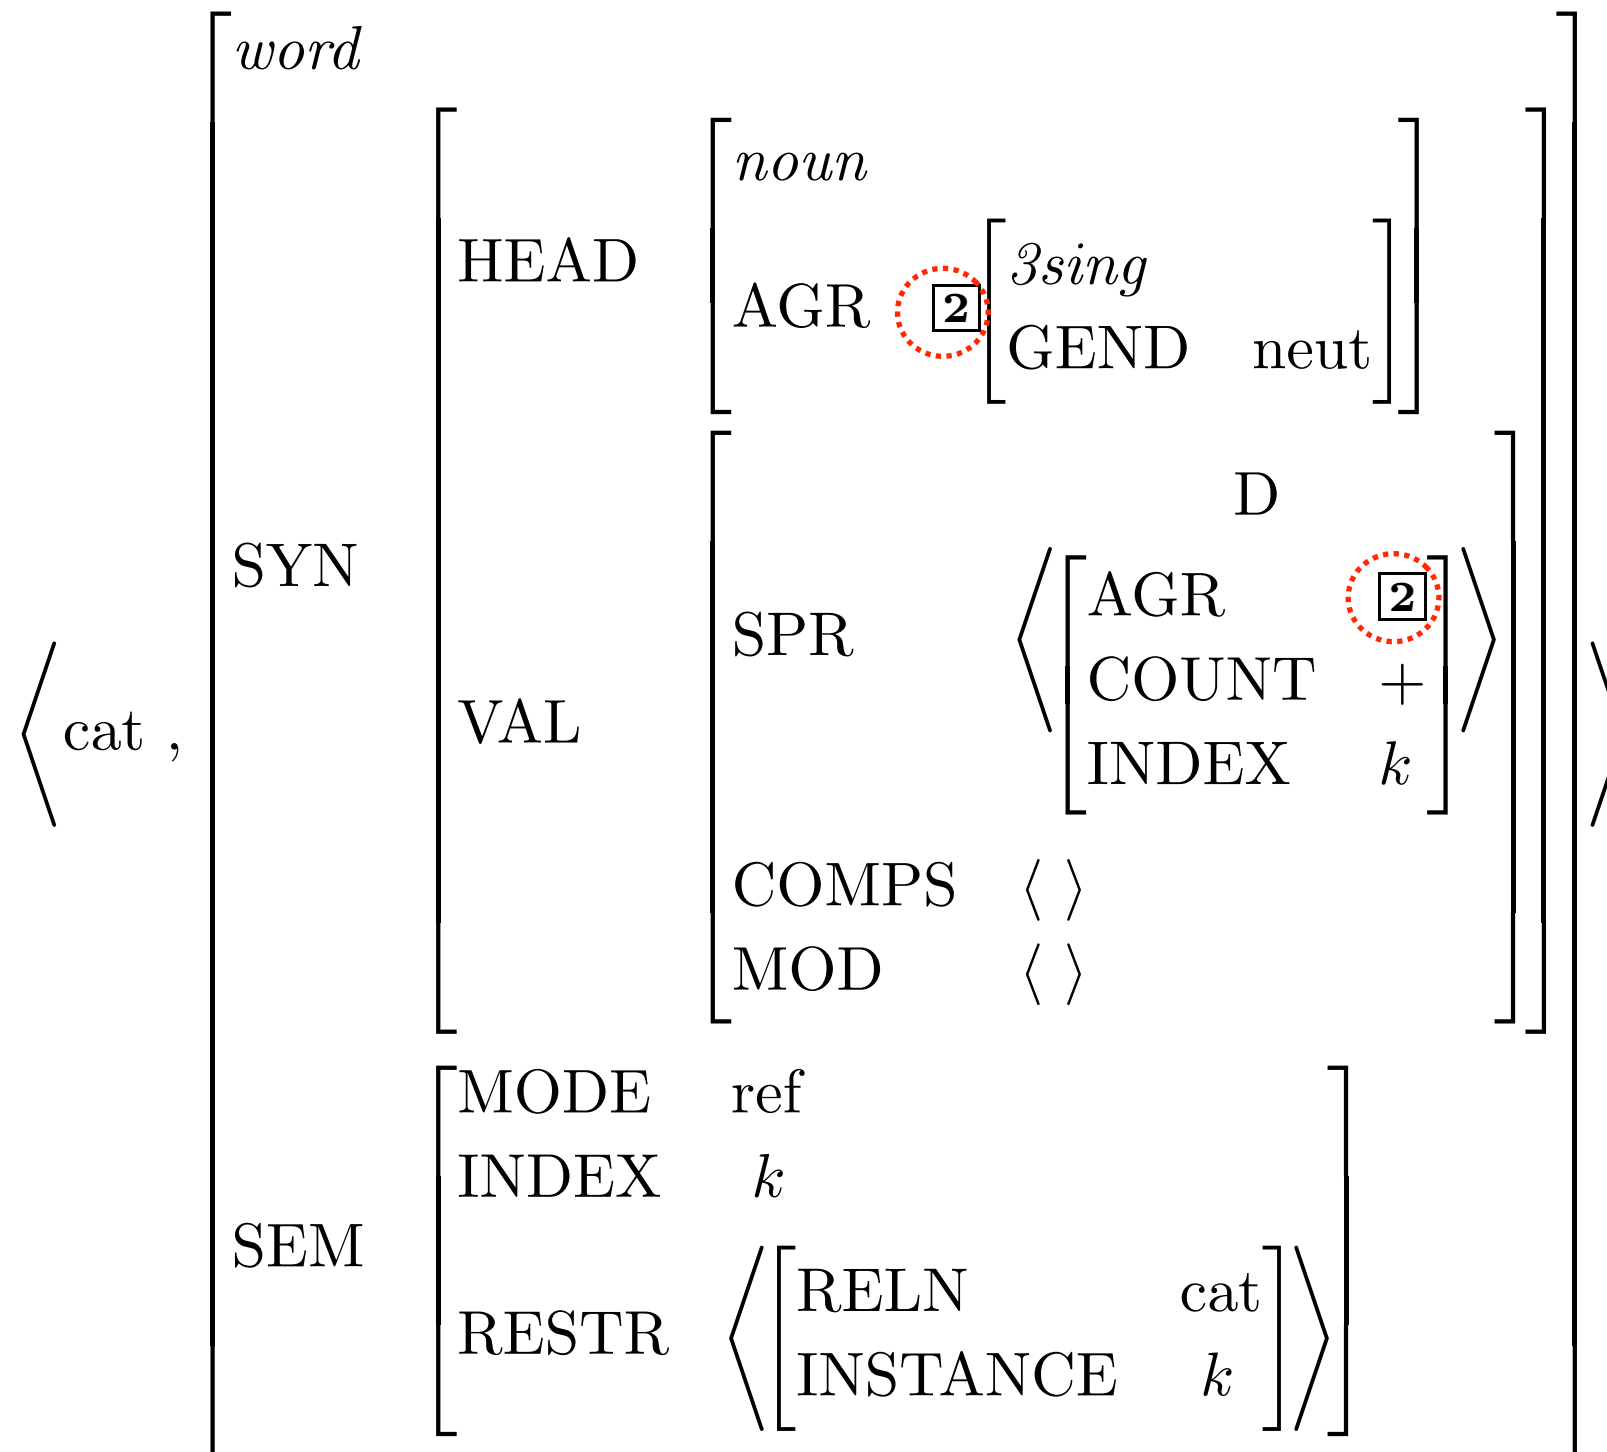 word
noun
HEAD
3sing
AGR 2
GEND neut
D
SYN
AGR 2
SPR
COUNT +
VAL
⟨ cat ,
INDEX k
COMPS ⟨ ⟩
MOD ⟨ ⟩
MODE ref
INDEX k
SEM
RELN cat
RESTR
INSTANCE k